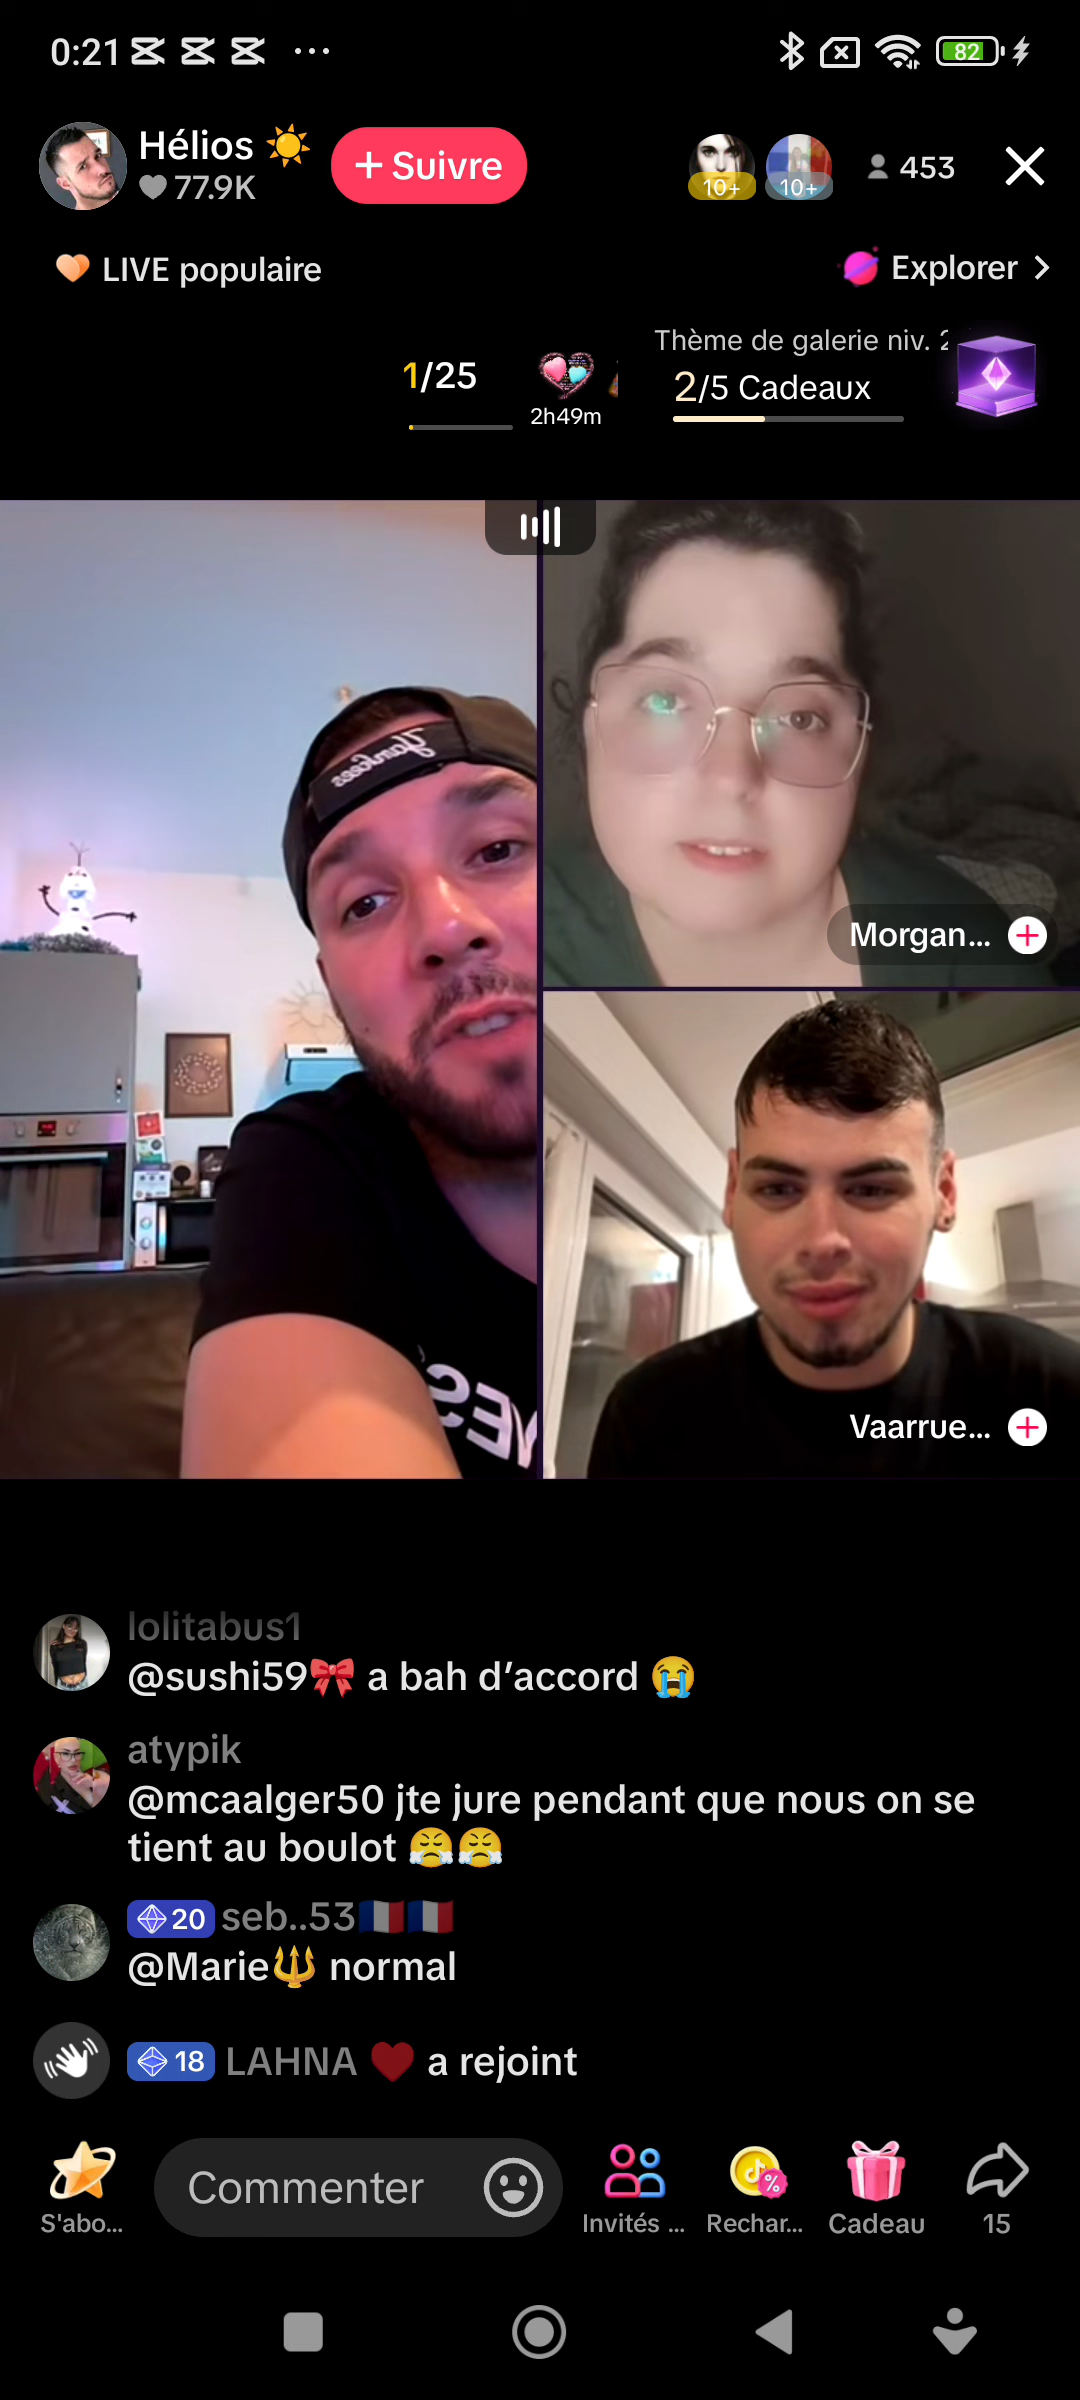 0:21
82
Hélios ☀️
77.9K
+ Suivre
10+
10+
453
LIVE populaire
Explorer >
1/25
2h49m
Thème de galerie niv. 2
2/5 Cadeaux
Yankees
VES
Morgan...
Vaarrue...
lolitabus1
@sushi59🎀 a bah d’accord 😭
atypik
@mcaalger50 jte jure pendant que nous on se
tient au boulot 😤😤
20 seb..53🇫🇷🇫🇷
@Marie🔱 normal
18 LAHNA ❤️ a rejoint
S'abo...
Commenter
Invités ...
Rechar...
Cadeau
15